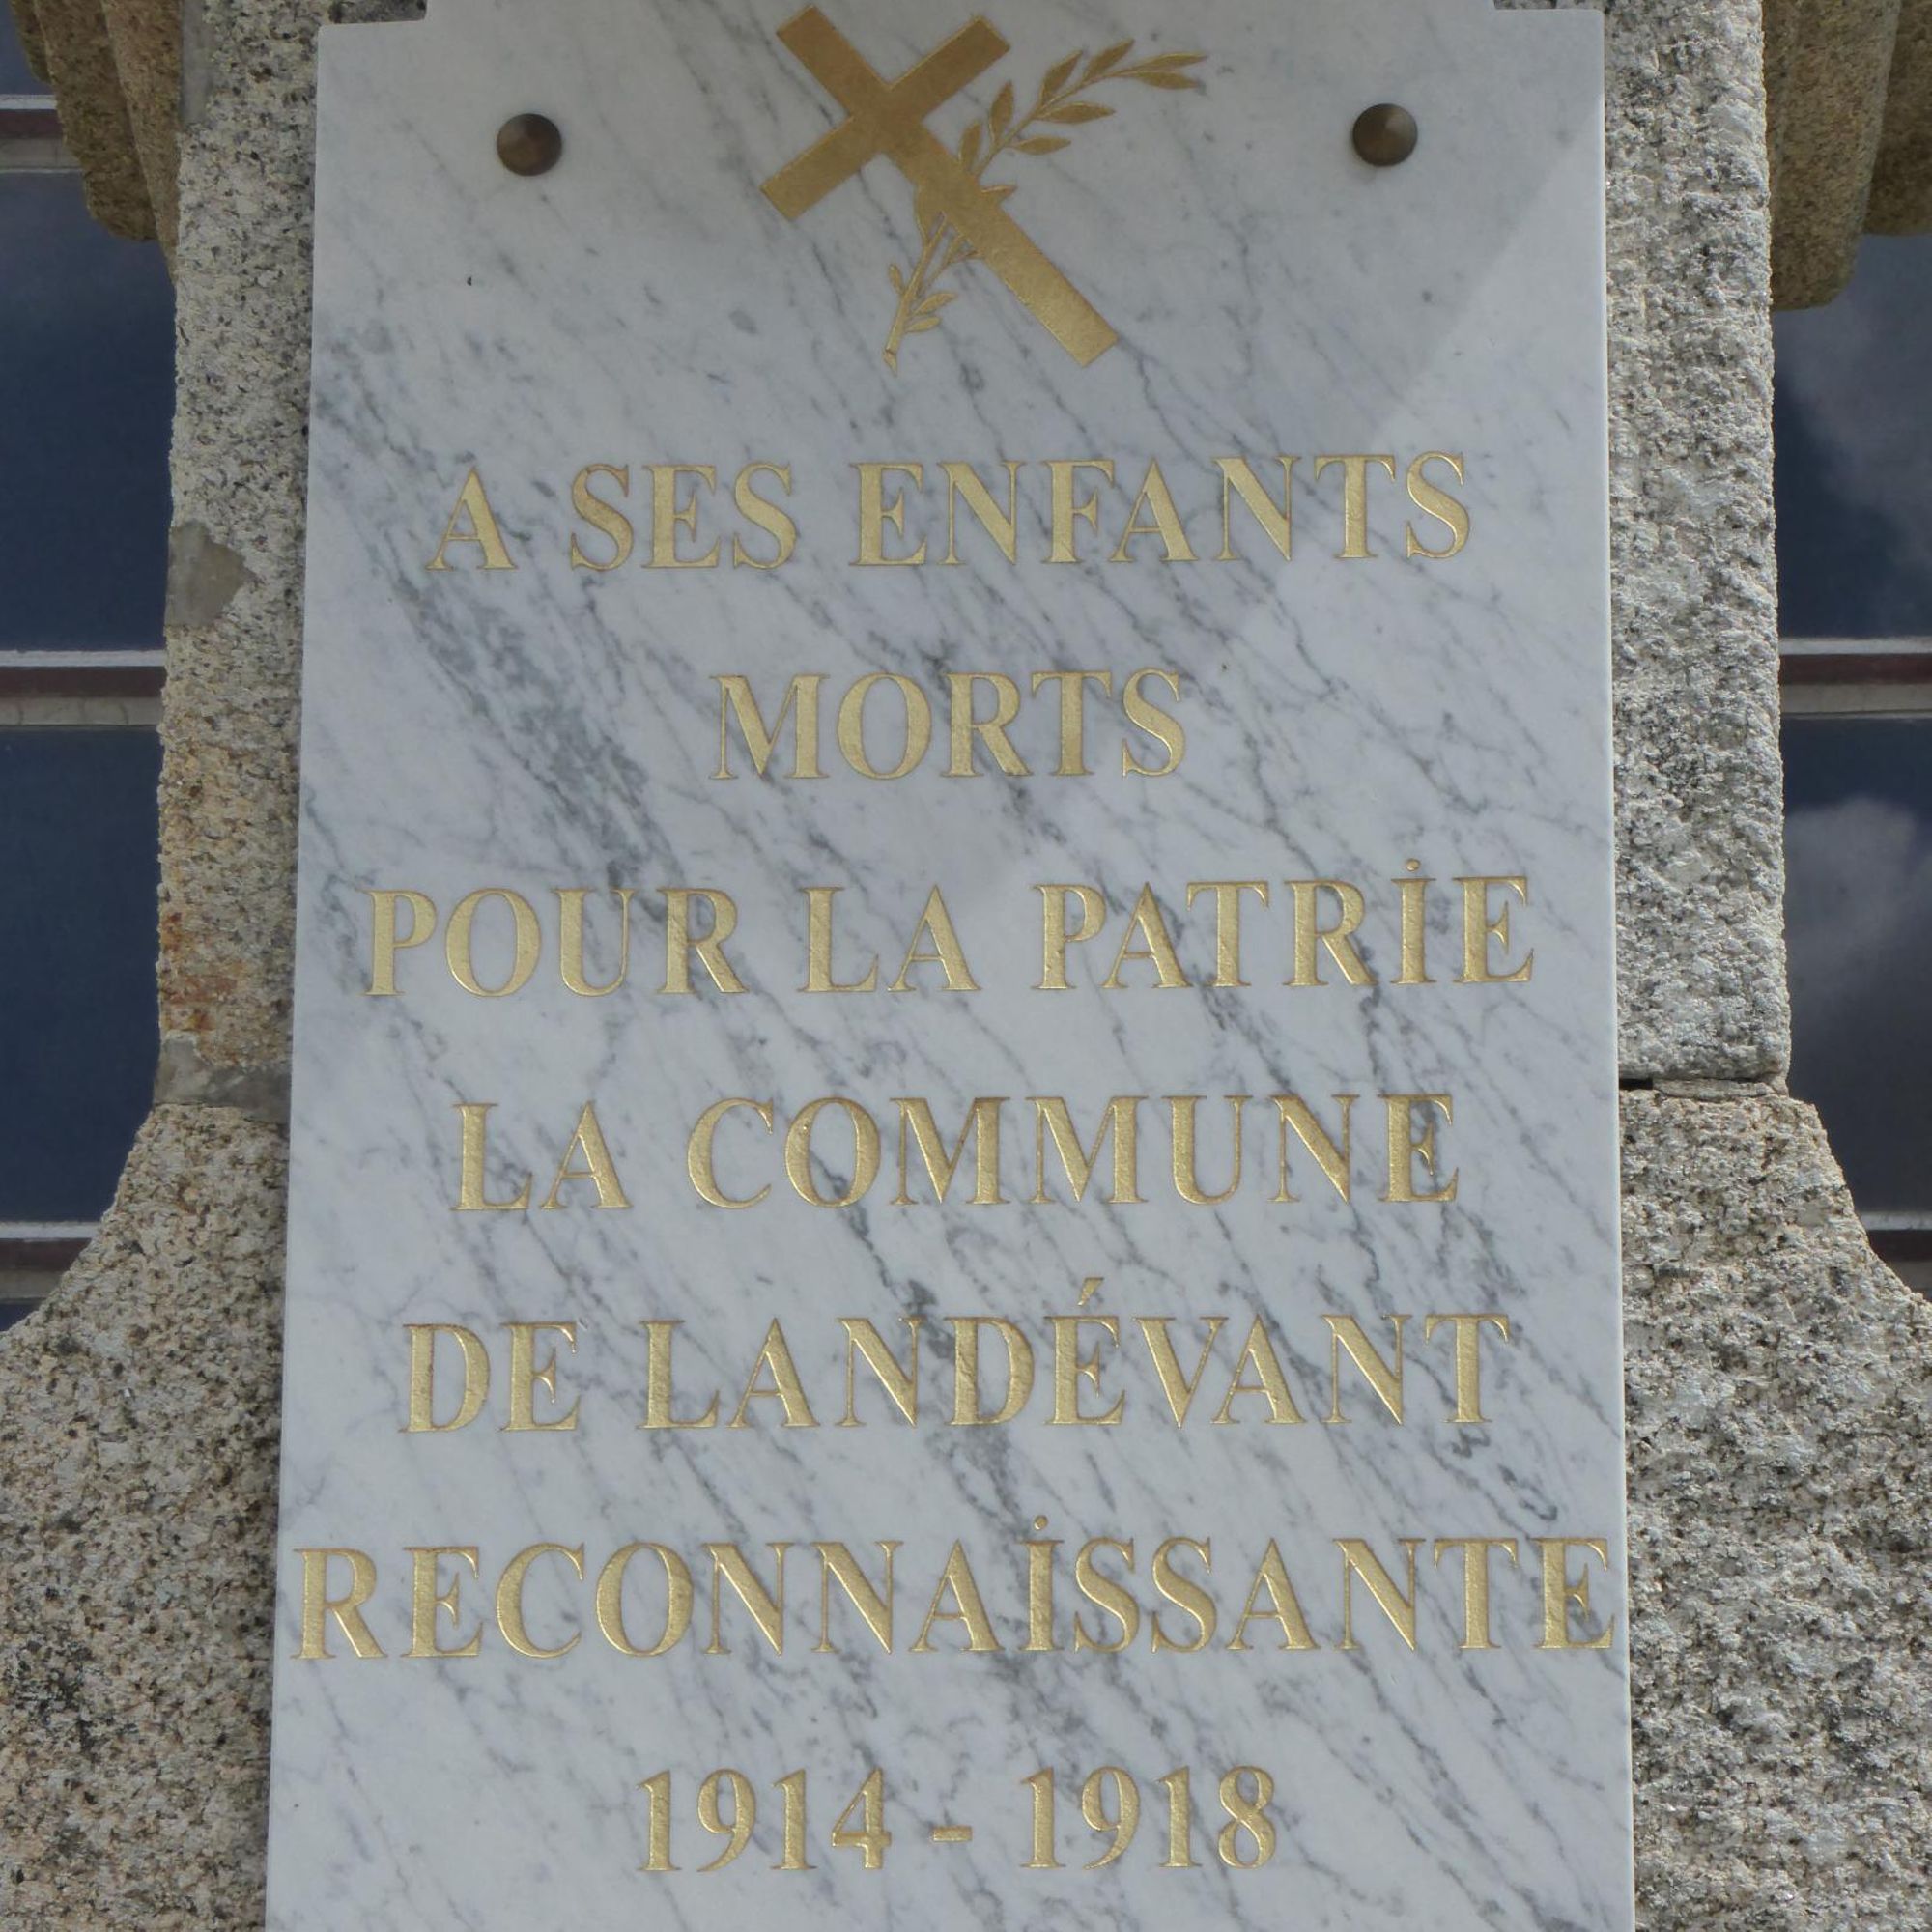 A SES ENFANTS
MORTS
POUR LA PATRİE
LA COMMUNE
DE LANDÉVANT
RECONNAİSSANTE
1914 - 1918